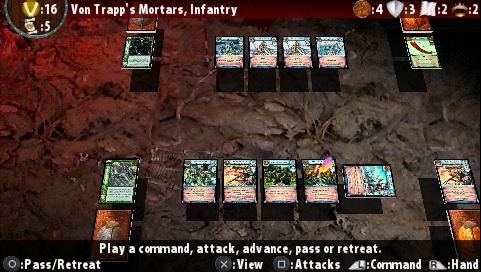 :16
:5
Von Trapp's Mortars, Infantry
:4 :3 :2 :2
Play a command, attack, advance, pass or retreat.
:Pass/Retreat :View :Attacks L:Command R:Hand